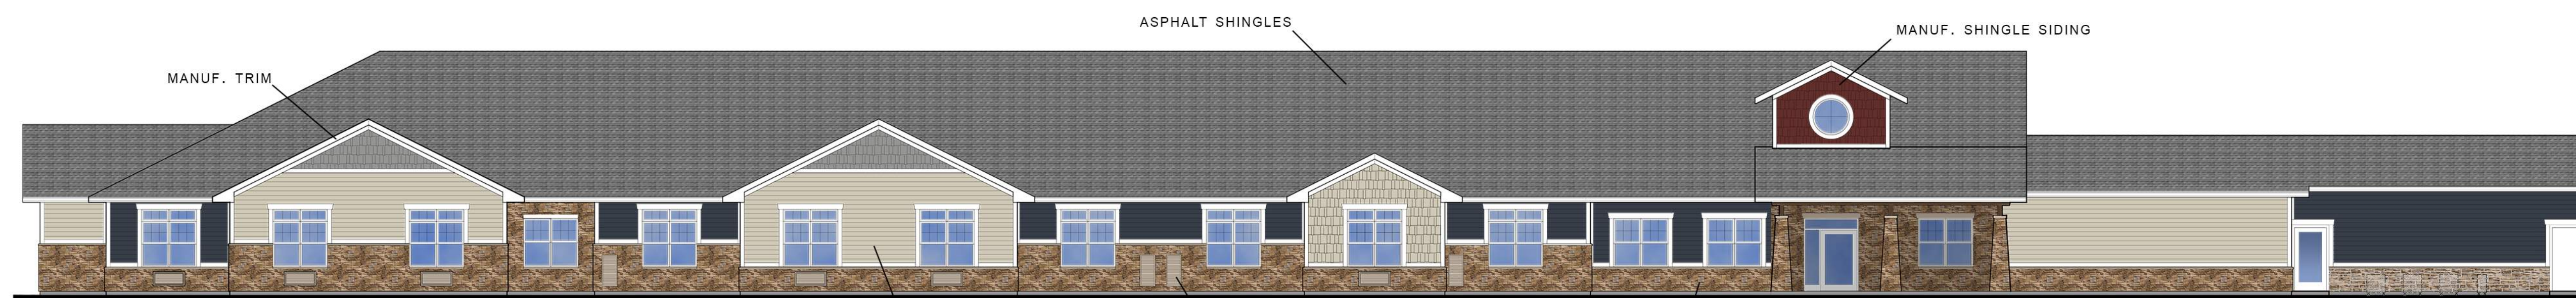 ASPHALT SHINGLES
MANUF. SHINGLE SIDING
MANUF. TRIM